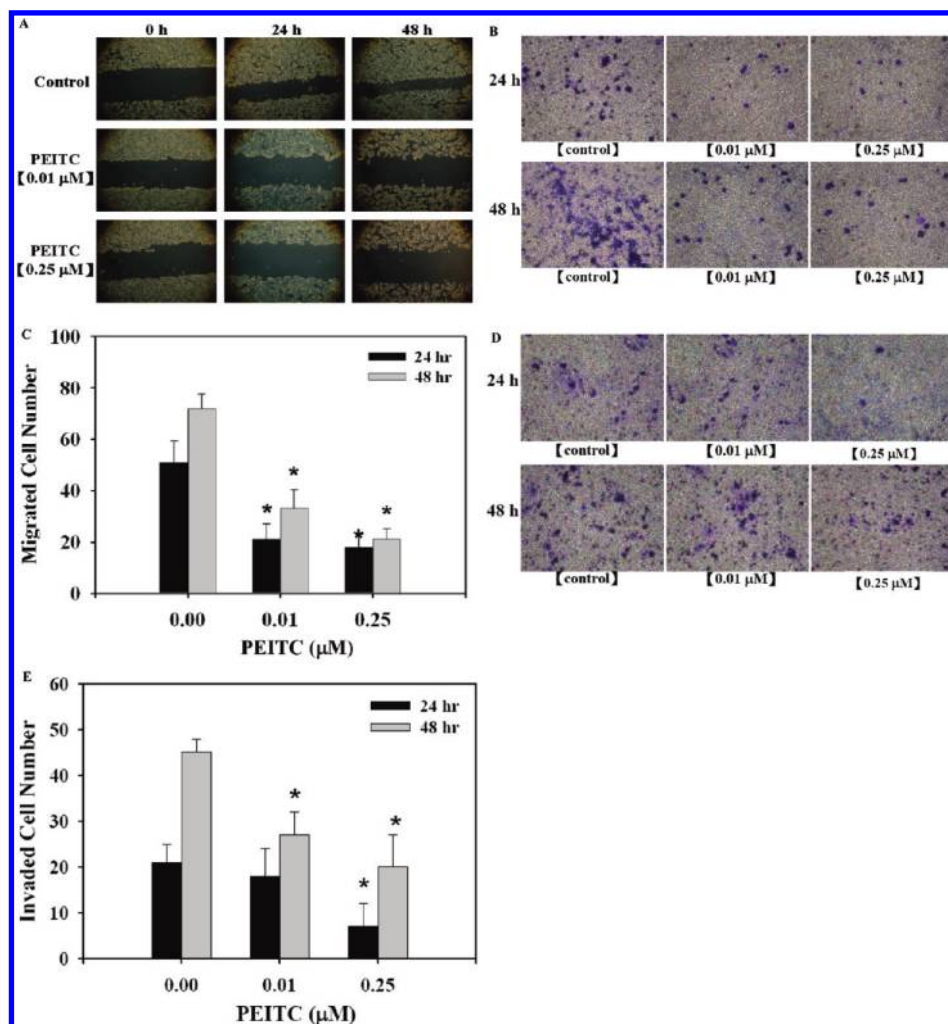 A
0 h 24 h 48 h
Control
PEITC
【0.01 μM】
PEITC
【0.25 μM】
B
24 h
【control】 【0.01 μM】 【0.25 μM】
48 h
【control】 【0.01 μM】 【0.25 μM】
C
100
80
60
40
20
0
Migrated Cell Number
24 hr
48 hr
* * * *
0.00 0.01 0.25
PEITC (μM)
D
24 h
【control】 【0.01 μM】 【0.25 μM】
48 h
【control】 【0.01 μM】 【0.25 μM】
E
60
50
40
30
20
10
0
Invaded Cell Number
24 hr
48 hr
* * *
0.00 0.01 0.25
PEITC (μM)